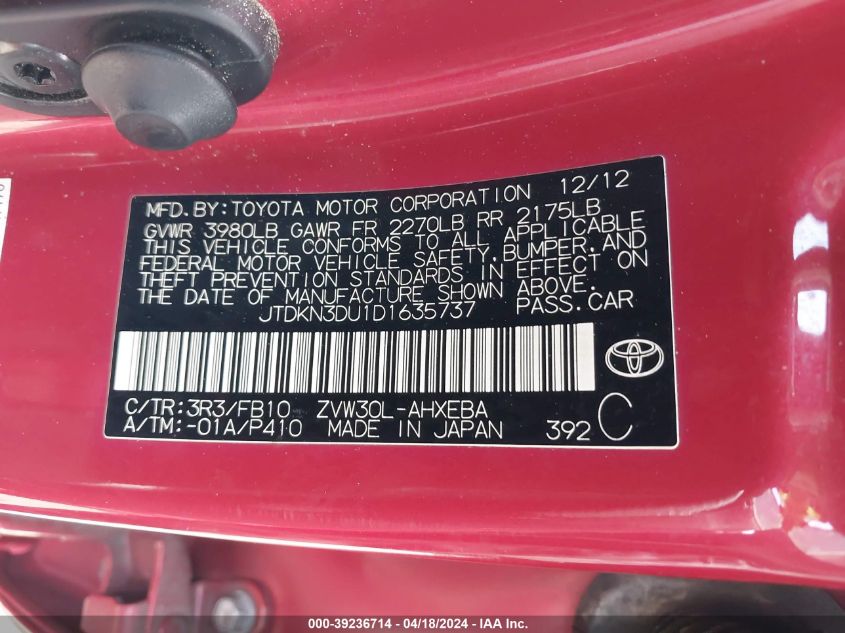 MFD.BY:TOYOTA MOTOR CORPORATION 12/12
GVWR 3980LB GAWR FR 2270LB RR 2175LB
THIS VEHICLE CONFORMS TO ALL APPLICABLE
FEDERAL MOTOR VEHICLE SAFETY,BUMPER,AND
THEFT PREVENTION STANDARDS IN EFFECT ON
THE DATE OF MANUFACTURE SHOWN ABOVE.
JTDKN3DU1D1635737 PASS.CAR
C/TR:3R3/FB10 ZVW30L-AHXEBA
A/TM:-01A/P410 MADE IN JAPAN 392 C
000-39236714 - 04/18/2024 - IAA Inc.